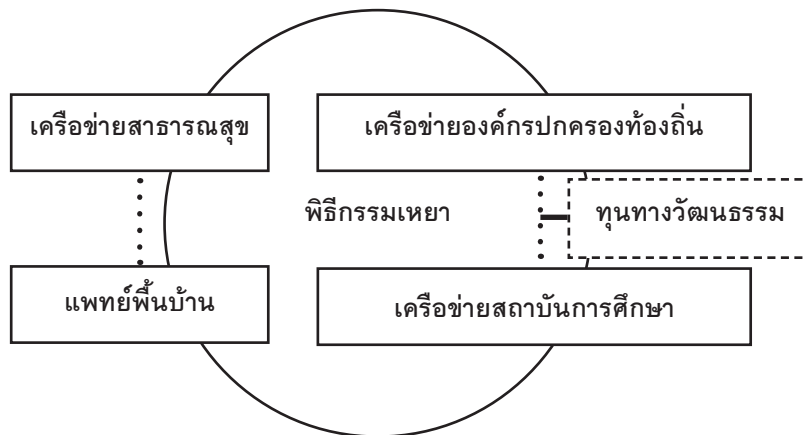 เครือข่ายสาธารณสุข
เครือข่ายองค์กรปกครองท้องถิ่น
พิธีกรรมเหยา
ทุนทางวัฒนธรรม
แพทย์พื้นบ้าน
เครือข่ายสถาบันการศึกษา